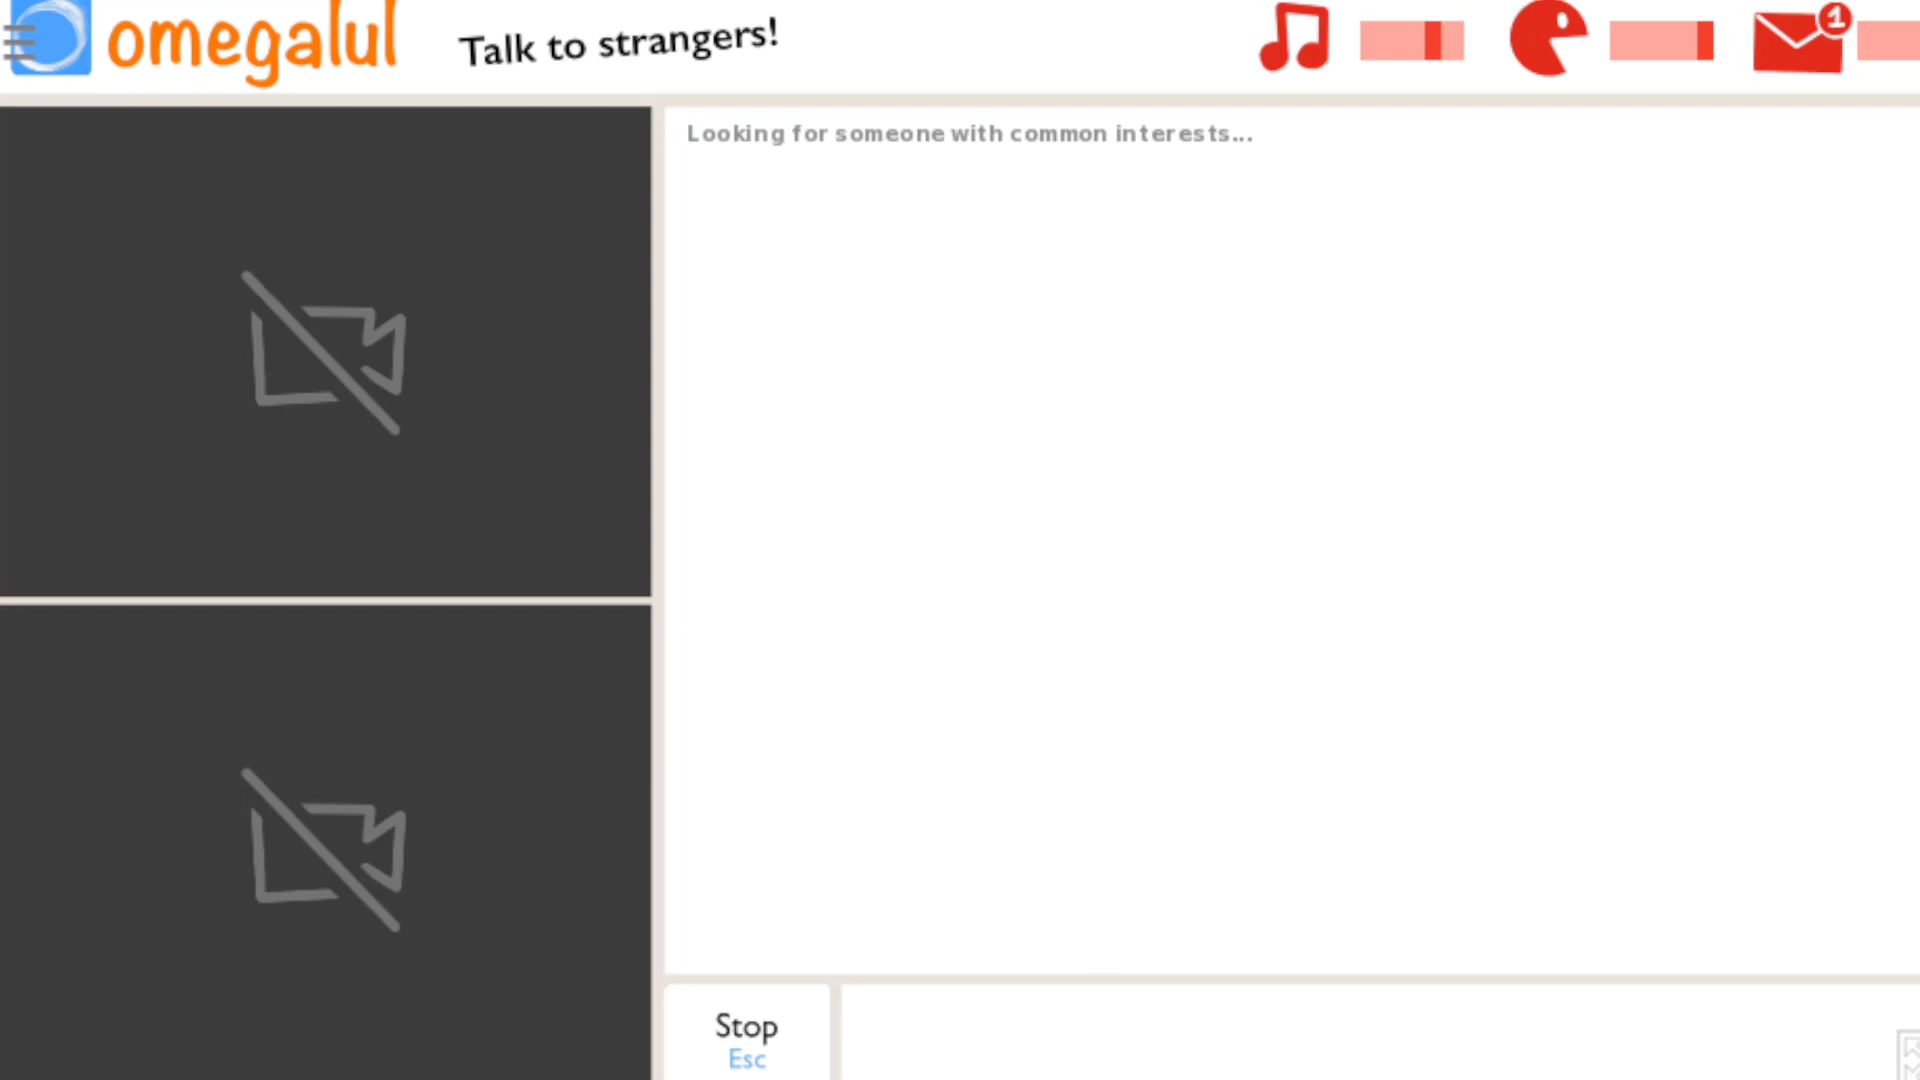 omegalul
Talk to strangers!
1
Looking for someone with common interests...
Stop
Esc